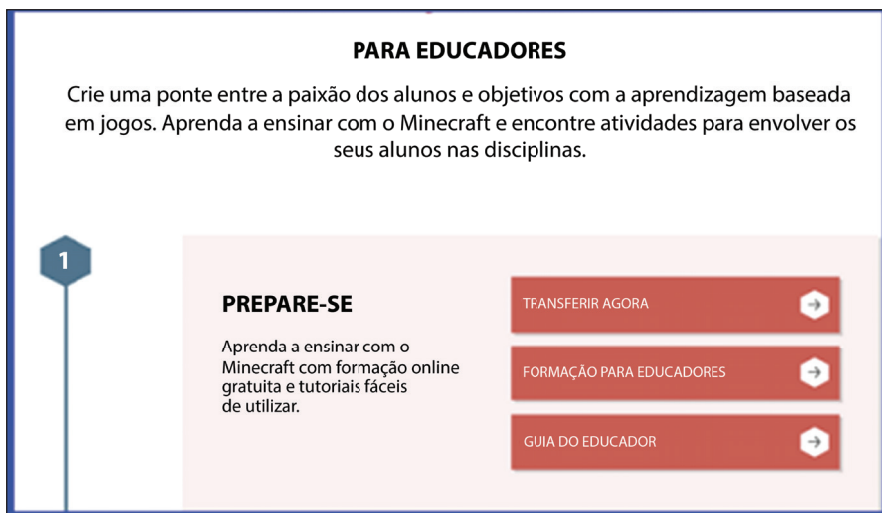 PARA EDUCADORES
Crie uma ponte entre a paixão dos alunos e objetivos com a aprendizagem baseada
em jogos. Aprenda a ensinar com o Minecraft e encontre atividades para envolver os
seus alunos nas disciplinas.
1
PREPARE-SE
Aprenda a ensinar com o
Minecraft com formação online
gratuita e tutoriais fáceis
de utilizar.
TRANSFERIR AGORA
FORMAÇÃO PARA EDUCADORES
GUIA DO EDUCADOR